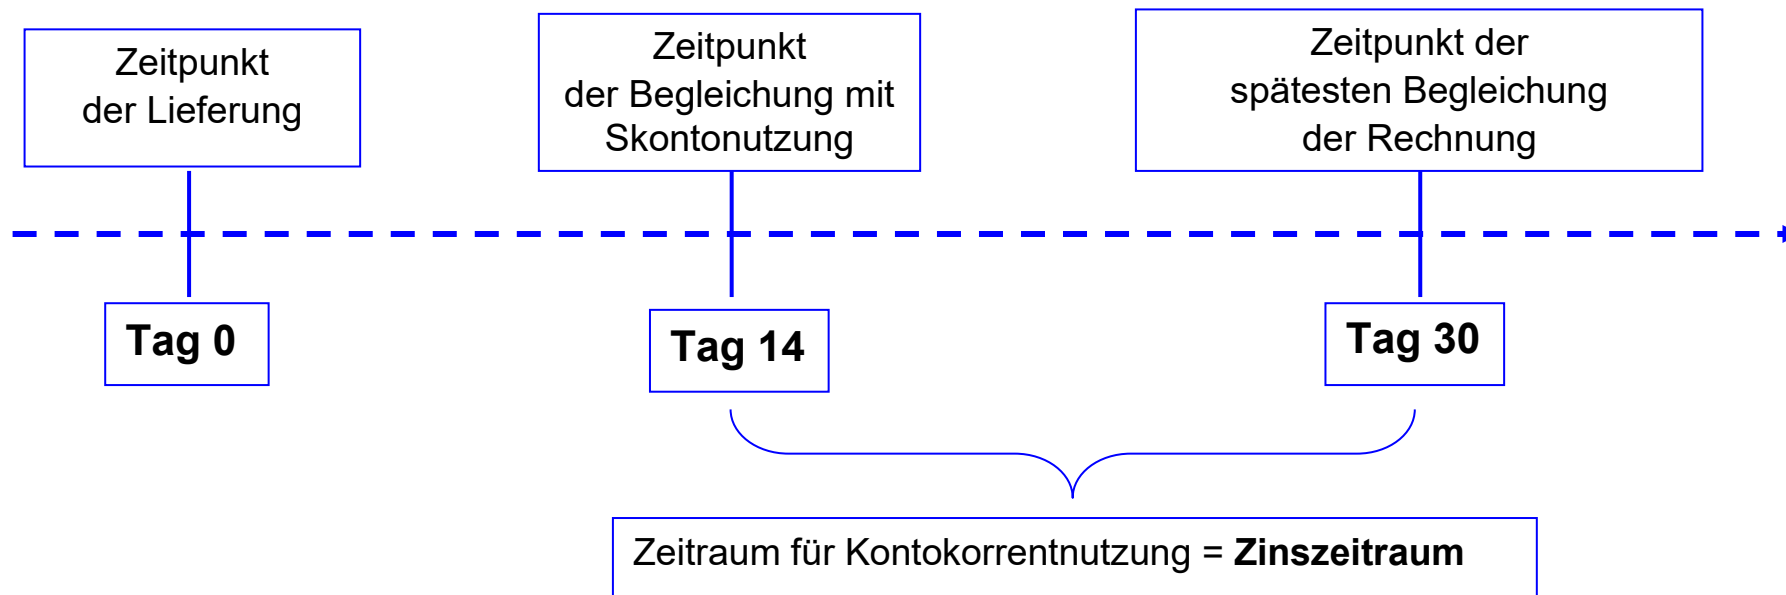 Zeitpunkt
der Lieferung
Zeitpunkt
der Begleichung mit
Skontonutzung
Zeitpunkt der
spätesten Begleichung
der Rechnung
Tag 0
Tag 14
Tag 30
Zeitraum für Kontokorrentnutzung = Zinszeitraum